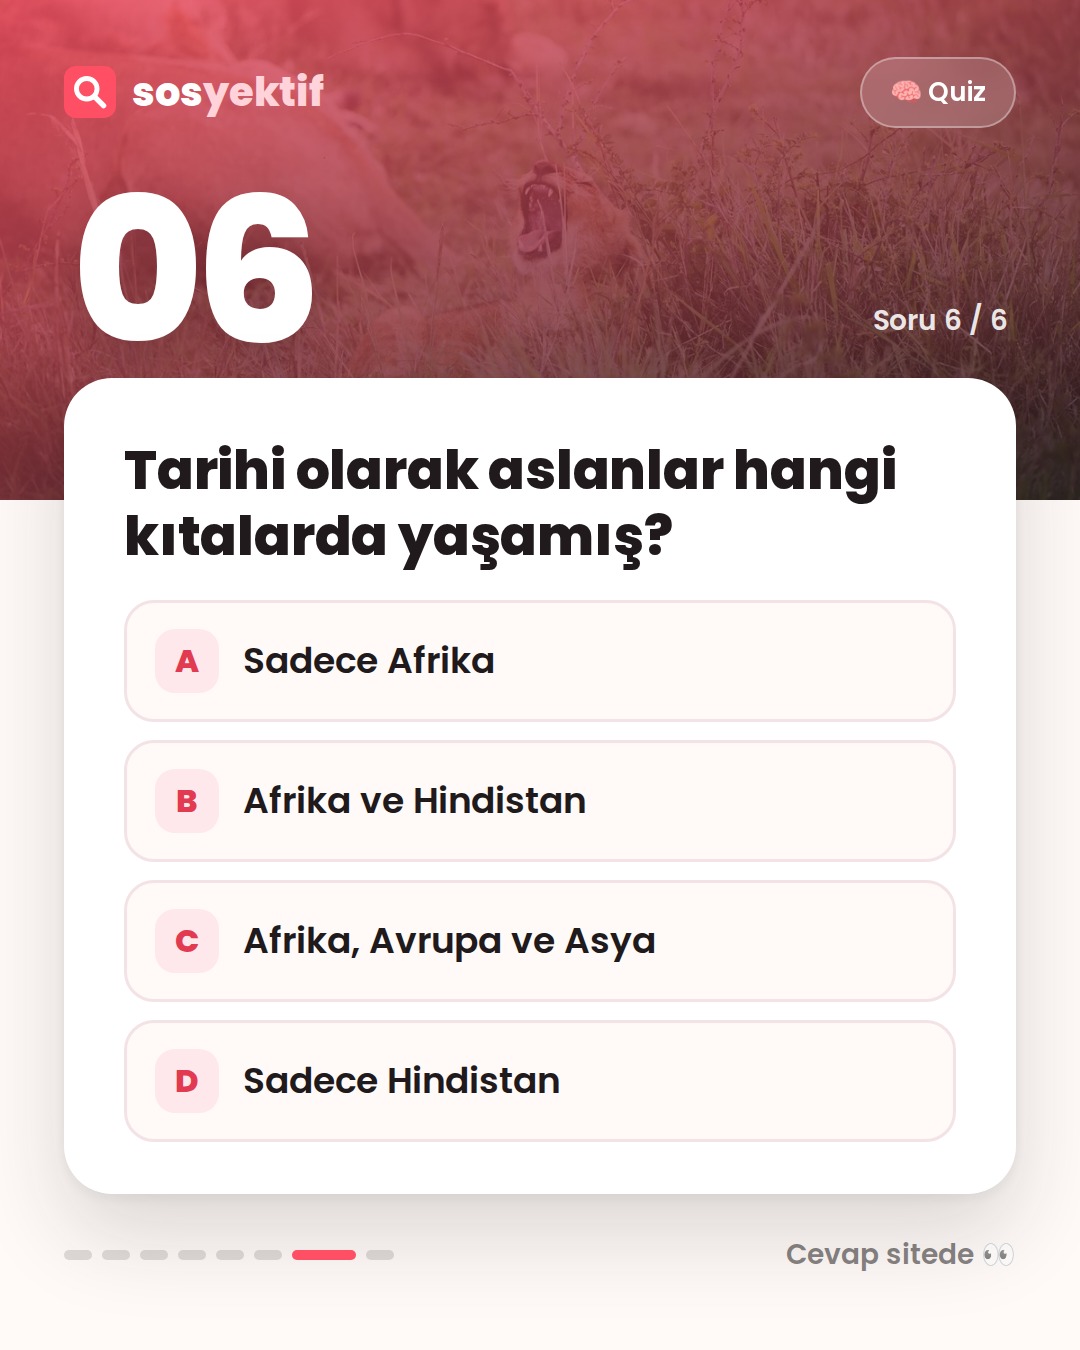 sosyektif
🧠 Quiz
06
Soru 6 / 6
Tarihi olarak aslanlar hangi
kıtalarda yaşamış?
A Sadece Afrika
B Afrika ve Hindistan
C Afrika, Avrupa ve Asya
D Sadece Hindistan
Cevap sitede 👀